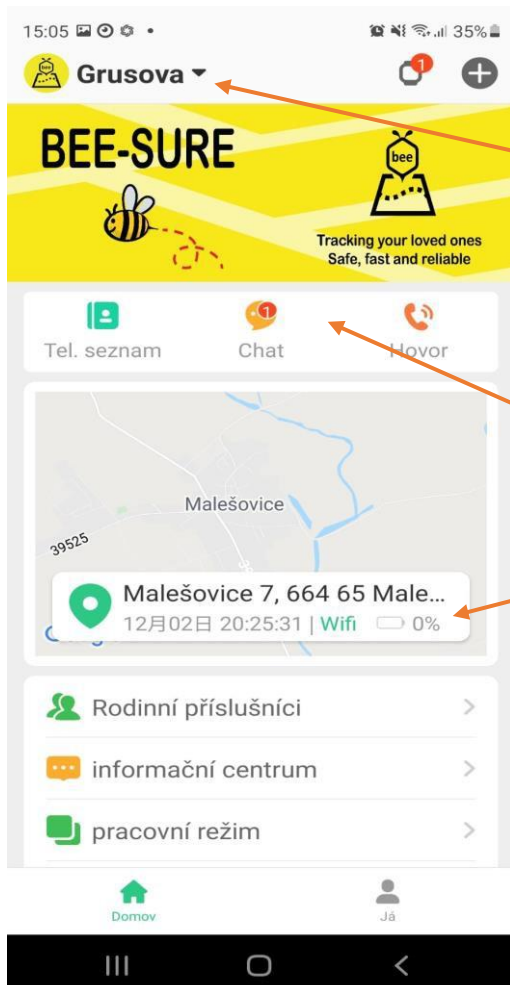 15:05
35%
Grusova
1
BEE-SURE
bee
Tracking your loved ones
Safe, fast and reliable
1
Tel. seznam
Chat
Hovor
Malešovice
39525
Malešovice 7, 664 65 Male...
12月02日 20:25:31 | Wifi 0%
Rodinní příslušníci
informační centrum
pracovní režim
Domov
Já